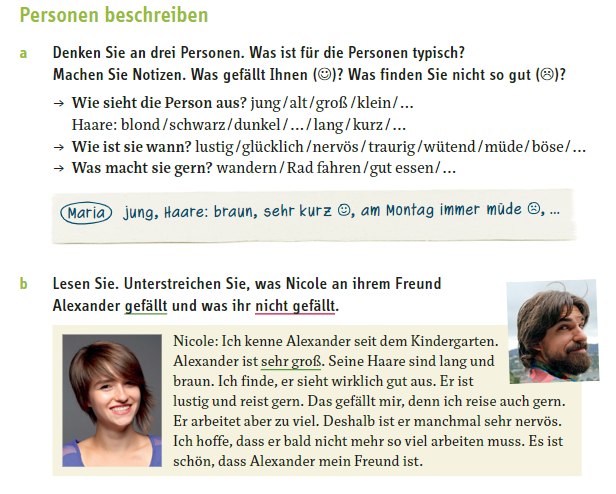 Personen beschreiben
a Denken Sie an drei Personen. Was ist für die Personen typisch?
Machen Sie Notizen. Was gefällt Ihnen (☺)? Was finden Sie nicht so gut (☹)?
→ Wie sieht die Person aus? jung/alt/groß/klein/…
Haare: blond/schwarz/dunkel/…/lang/kurz/…
→ Wie ist sie wann? lustig/glücklich/nervös/traurig/wütend/müde/böse/…
→ Was macht sie gern? wandern/Rad fahren/gut essen/…
Maria jung, Haare: braun, sehr kurz ☺, am Montag immer müde ☹, …
b Lesen Sie. Unterstreichen Sie, was Nicole an ihrem Freund
Alexander gefällt und was ihr nicht gefällt.
Nicole: Ich kenne Alexander seit dem Kindergarten.
Alexander ist sehr groß. Seine Haare sind lang und
braun. Ich finde, er sieht wirklich gut aus. Er ist
lustig und reist gern. Das gefällt mir, denn ich reise auch gern.
Er arbeitet aber zu viel. Deshalb ist er manchmal sehr nervös.
Ich hoffe, dass er bald nicht mehr so viel arbeiten muss. Es ist
schön, dass Alexander mein Freund ist.